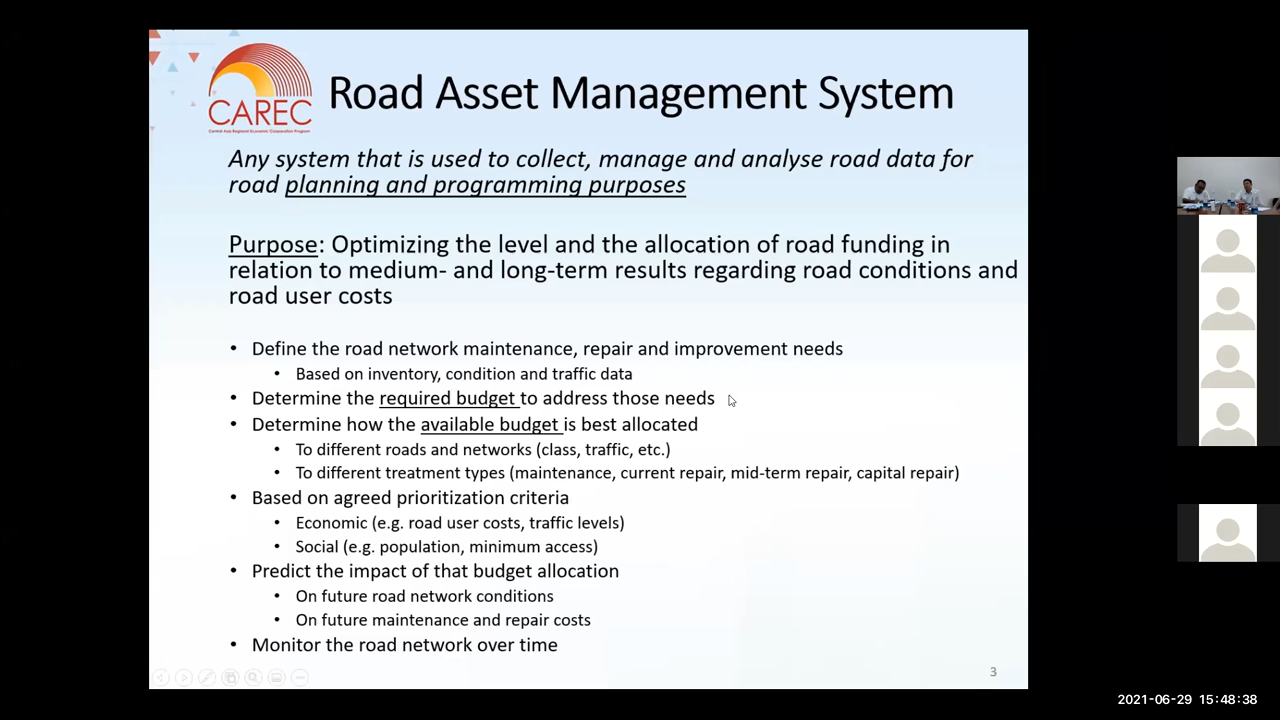 CAREC
Central Asia Regional Economic Cooperation Program
Road Asset Management System
Any system that is used to collect, manage and analyse road data for
road planning and programming purposes
Purpose: Optimizing the level and the allocation of road funding in
relation to medium- and long-term results regarding road conditions and
road user costs
• Define the road network maintenance, repair and improvement needs
• Based on inventory, condition and traffic data
• Determine the required budget to address those needs
• Determine how the available budget is best allocated
• To different roads and networks (class, traffic, etc.)
• To different treatment types (maintenance, current repair, mid-term repair, capital repair)
• Based on agreed prioritization criteria
• Economic (e.g. road user costs, traffic levels)
• Social (e.g. population, minimum access)
• Predict the impact of that budget allocation
• On future road network conditions
• On future maintenance and repair costs
• Monitor the road network over time
3
2021-06-29 15:48:38